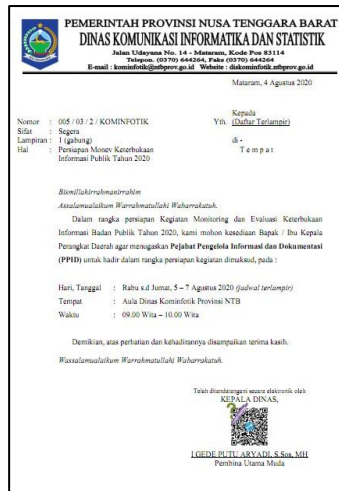 PEMERINTAH PROVINSI NUSA TENGGARA BARAT
DINAS KOMUNIKASI INFORMATIKA DAN STATISTIK
Jalan Udayana No. 14 - Mataram, Kode Pos 83114
Telepon. (0370) 644264, Faks (0370) 644264
E-mail : kominfotik@ntbprov.go.id Website : diskominfotik.ntbprov.go.id
Mataram, 4 Agustus 2020
Kepada
Nomor : 005 / 03 / 2 / KOMINFOTIK Yth. (Daftar Terlampir)
Sifat : Segera
Lampiran : 1 (gabung) di -
Hal : Persiapan Monev Keterbukaan T e m p a t
Informasi Publik Tahun 2020
Bismillahirrahmanirrahim
Assalamualaikum Warrahmatullahi Wabarrakatuh.
Dalam rangka persiapan Kegiatan Monitoring dan Evaluasi Keterbukaan
Informasi Badan Publik Tahun 2020, kami mohon kesediaan Bapak / Ibu Kepala
Perangkat Daerah agar menugaskan Pejabat Pengelola Informasi dan Dokumentasi
(PPID) untuk hadir dalam rangka persiapan kegiatan dimaksud, pada :
Hari, Tanggal : Rabu s.d Jumat, 5 – 7 Agustus 2020 (jadwal terlampir)
Tempat : Aula Dinas Kominfotik Provinsi NTB
Waktu : 09.00 Wita – 10.00 Wita
Demikian, atas perhatian dan kehadirannya disampaikan terima kasih.
Wassalamualaikum Warrahmatullahi Wabarrakatuh.
Telah ditandatangani secara elektronik oleh
KEPALA DINAS,
I GEDE PUTU ARYADI, S.Sos, MH
Pembina Utama Muda